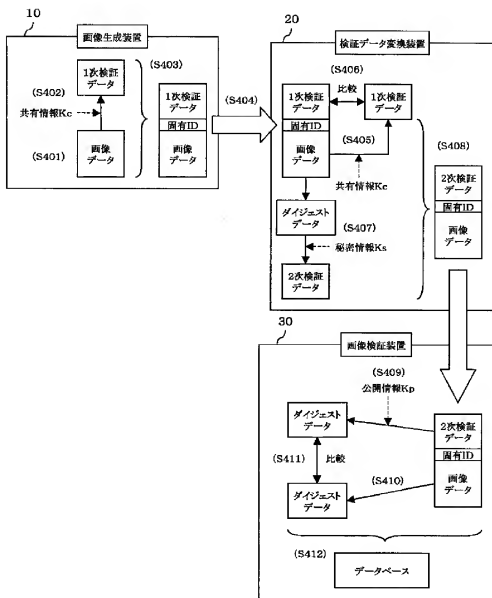 10
画像生成装置
(S402)
1次検証
データ
共有情報Kc
(S401)
画像
データ
(S403)
1次検証
データ
固有ID
画像
データ
(S404)
20
検証データ変換装置
(S406)
1次検証
データ
比較
1次検証
データ
固有ID
画像
データ
(S405)
共有情報Kc
ダイジェスト
データ
(S407)
秘密情報Ks
2次検証
データ
(S408)
2次検証
データ
固有ID
画像
データ
30
画像検証装置
(S409)
公開情報Kp
ダイジェスト
データ
2次検証
データ
固有ID
画像
データ
(S411)
比較
(S410)
ダイジェスト
データ
(S412)
データベース